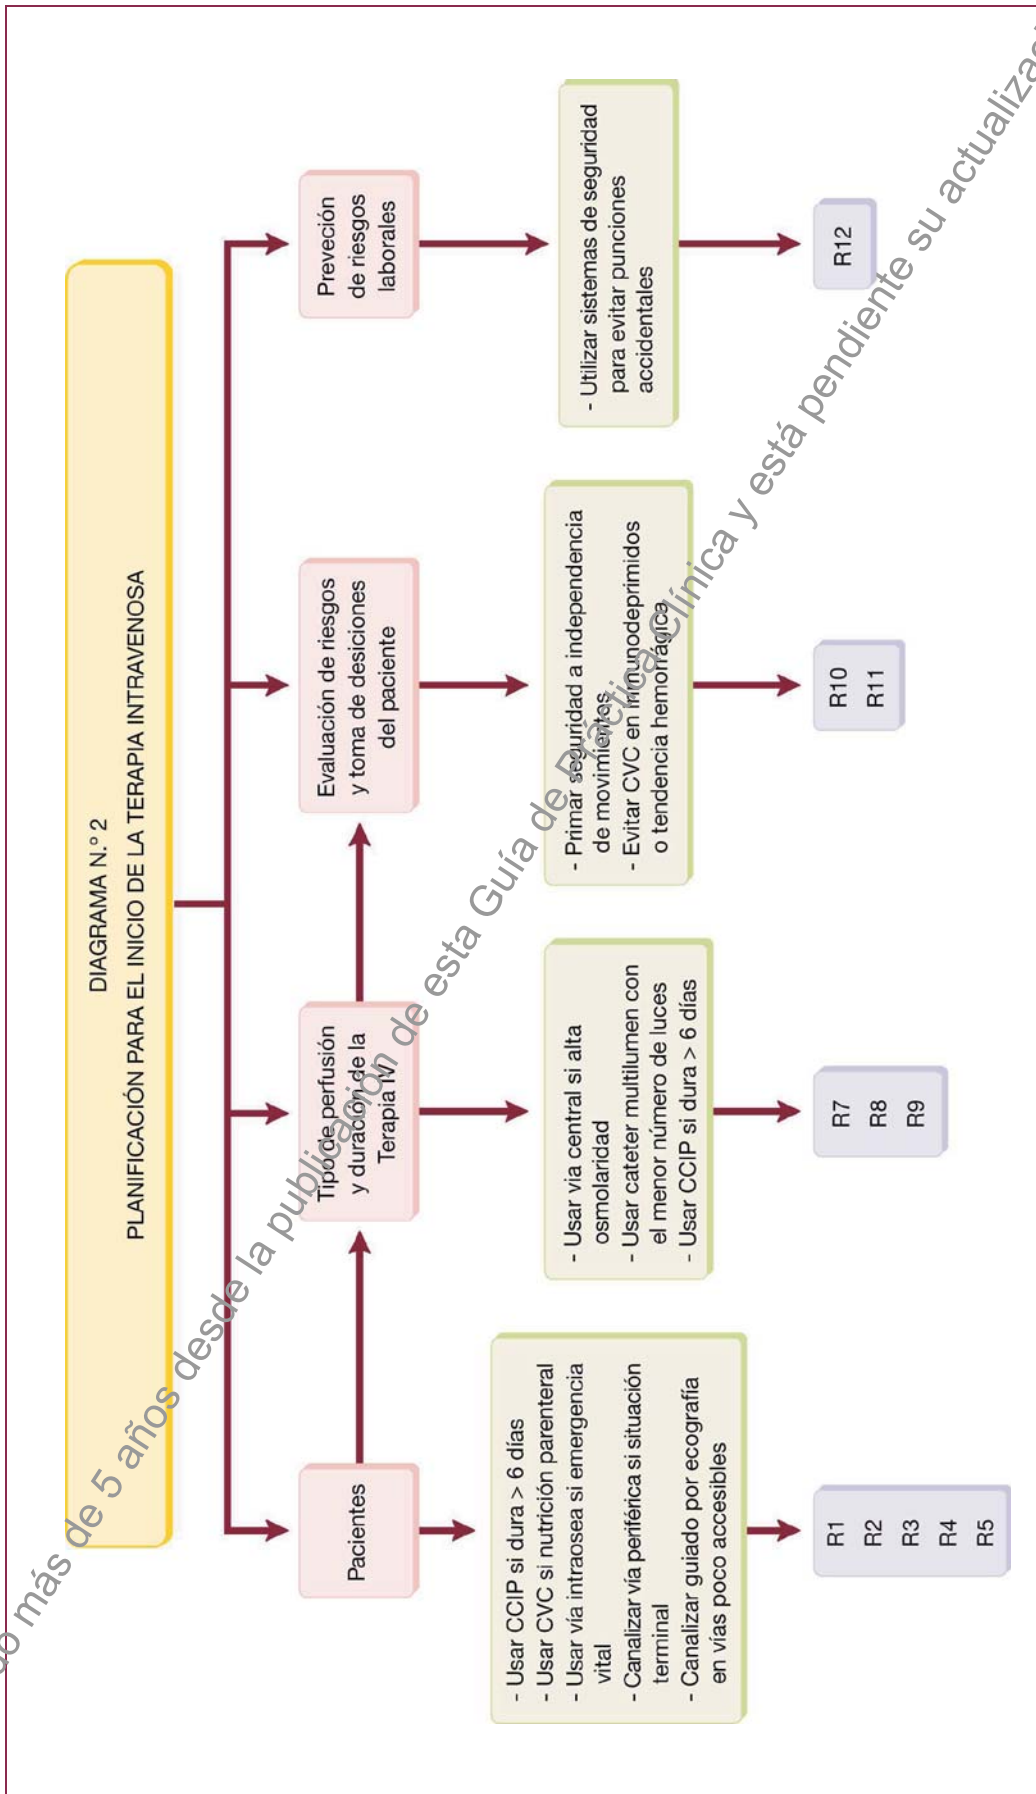 DIAGRAMA N.º 2
PLANIFICACIÓN PARA EL INICIO DE LA TERAPIA INTRAVENOSA
Pacientes
Tipo de perfusión
y duración de la
Terapia IV
Evaluación de riesgos
y toma de desiciones
del paciente
Preveción
de riesgos
laborales
- Usar CCIP si dura > 6 días
- Usar CVC si nutrición parenteral
- Usar vía intraosea si emergencia
vital
- Canalizar vía periférica si situación
terminal
- Canalizar guiado por ecografía
en vías poco accesibles
- Usar vía central si alta
osmolaridad
- Usar cateter multilumen con
el menor número de luces
- Usar CCIP si dura > 6 días
- Primar seguridad a independencia
de movimientos
- Evitar CVC en inmunodeprimidos
o tendencia hemorrágica
- Utilizar sistemas de seguridad
para evitar punciones
accidentales
R1
R2
R3
R4
R5
R7
R8
R9
R10
R11
R12
más de 5 años desde la publicación de esta Guía de Práctica Clínica y está pendiente su